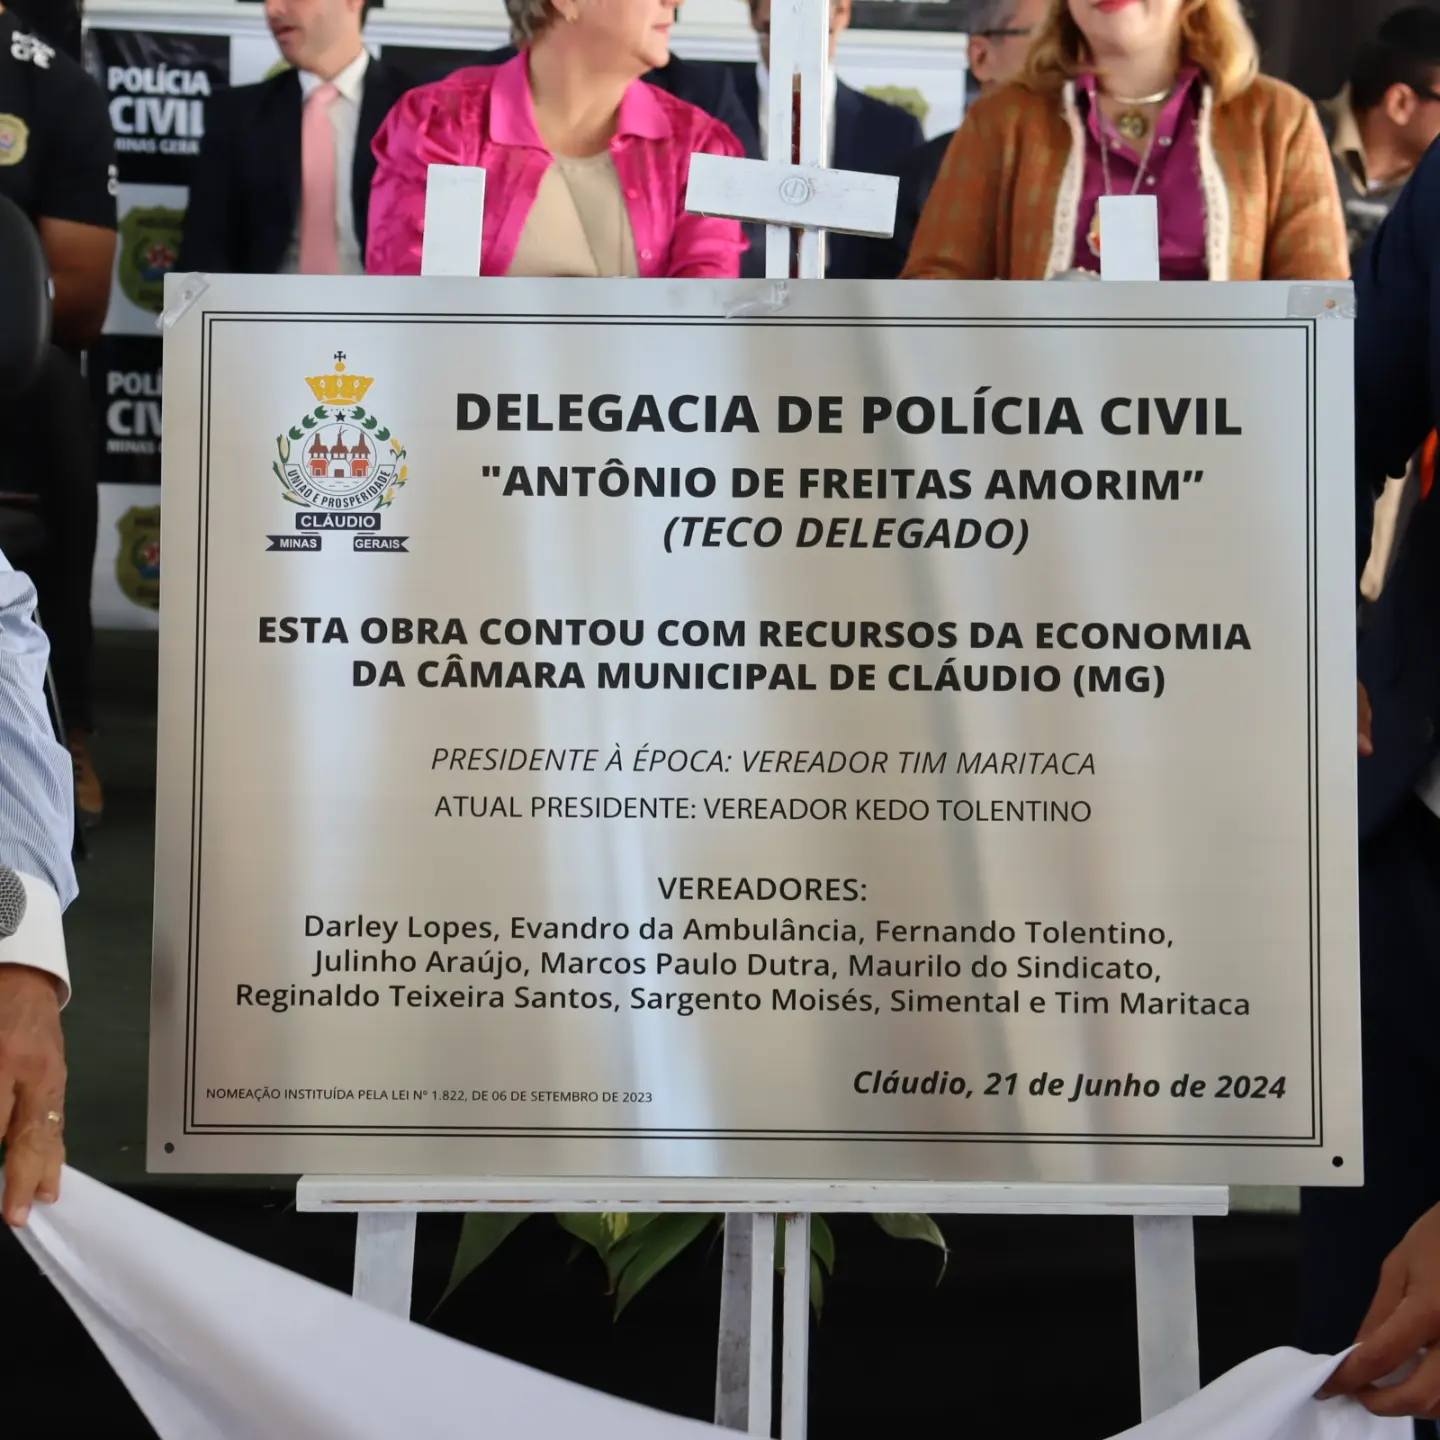 POLÍCIA
CIVIL
MINAS GERAIS
DELEGACIA DE POLÍCIA CIVIL
"ANTÔNIO DE FREITAS AMORIM”
(TECO DELEGADO)
UNIÃO E PROSPERIDADE
CLÁUDIO
MINAS GERAIS
ESTA OBRA CONTOU COM RECURSOS DA ECONOMIA
DA CÂMARA MUNICIPAL DE CLÁUDIO (MG)
PRESIDENTE À ÉPOCA: VEREADOR TIM MARITACA
ATUAL PRESIDENTE: VEREADOR KEDO TOLENTINO
VEREADORES:
Darley Lopes, Evandro da Ambulância, Fernando Tolentino,
Julinho Araújo, Marcos Paulo Dutra, Maurilo do Sindicato,
Reginaldo Teixeira Santos, Sargento Moisés, Simental e Tim Maritaca
NOMEAÇÃO INSTITUÍDA PELA LEI Nº 1.822, DE 06 DE SETEMBRO DE 2023
Cláudio, 21 de Junho de 2024